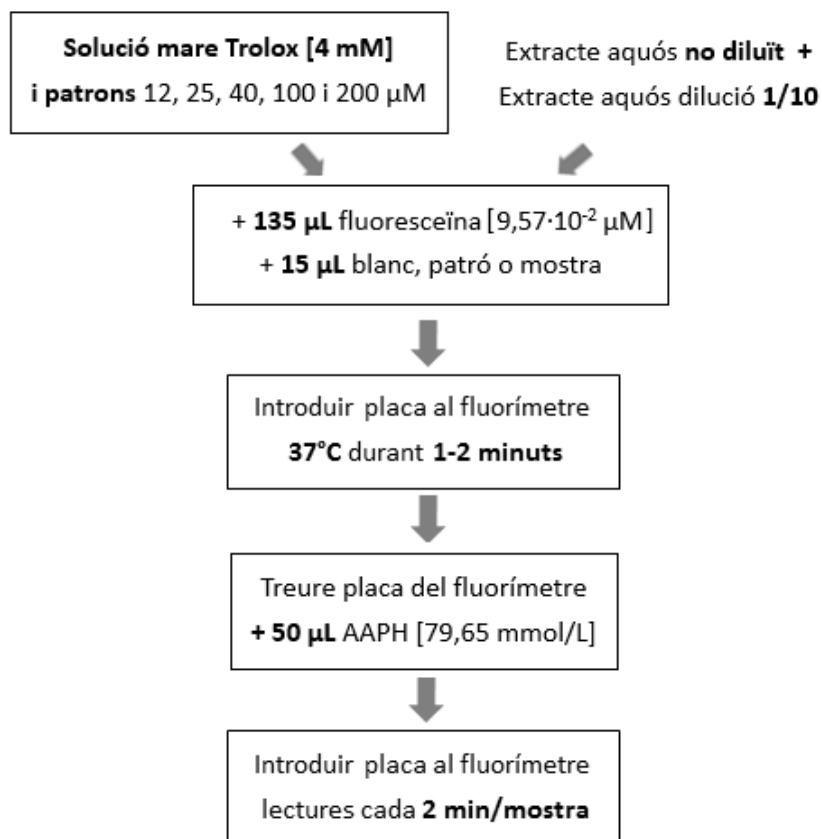 Solució mare Trolox [4 mM]
i patrons 12, 25, 40, 100 i 200 µM
Extracte aquós no diluït +
Extracte aquós dilució 1/10
+ 135 µL fluoresceïna [9,57·10⁻² µM]
+ 15 µL blanc, patró o mostra
Introduir placa al fluorímetre
37°C durant 1-2 minuts
Treure placa del fluorímetre
+ 50 µL AAPH [79,65 mmol/L]
Introduir placa al fluorímetre
lectures cada 2 min/mostra